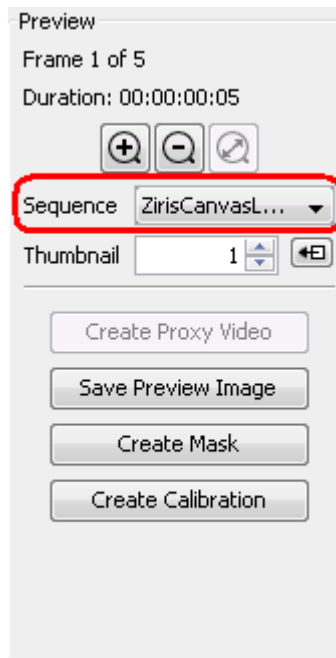 Preview
Frame 1 of 5
Duration: 00:00:00:05
Sequence ZirisCanvasL...
Thumbnail 1
Create Proxy Video
Save Preview Image
Create Mask
Create Calibration